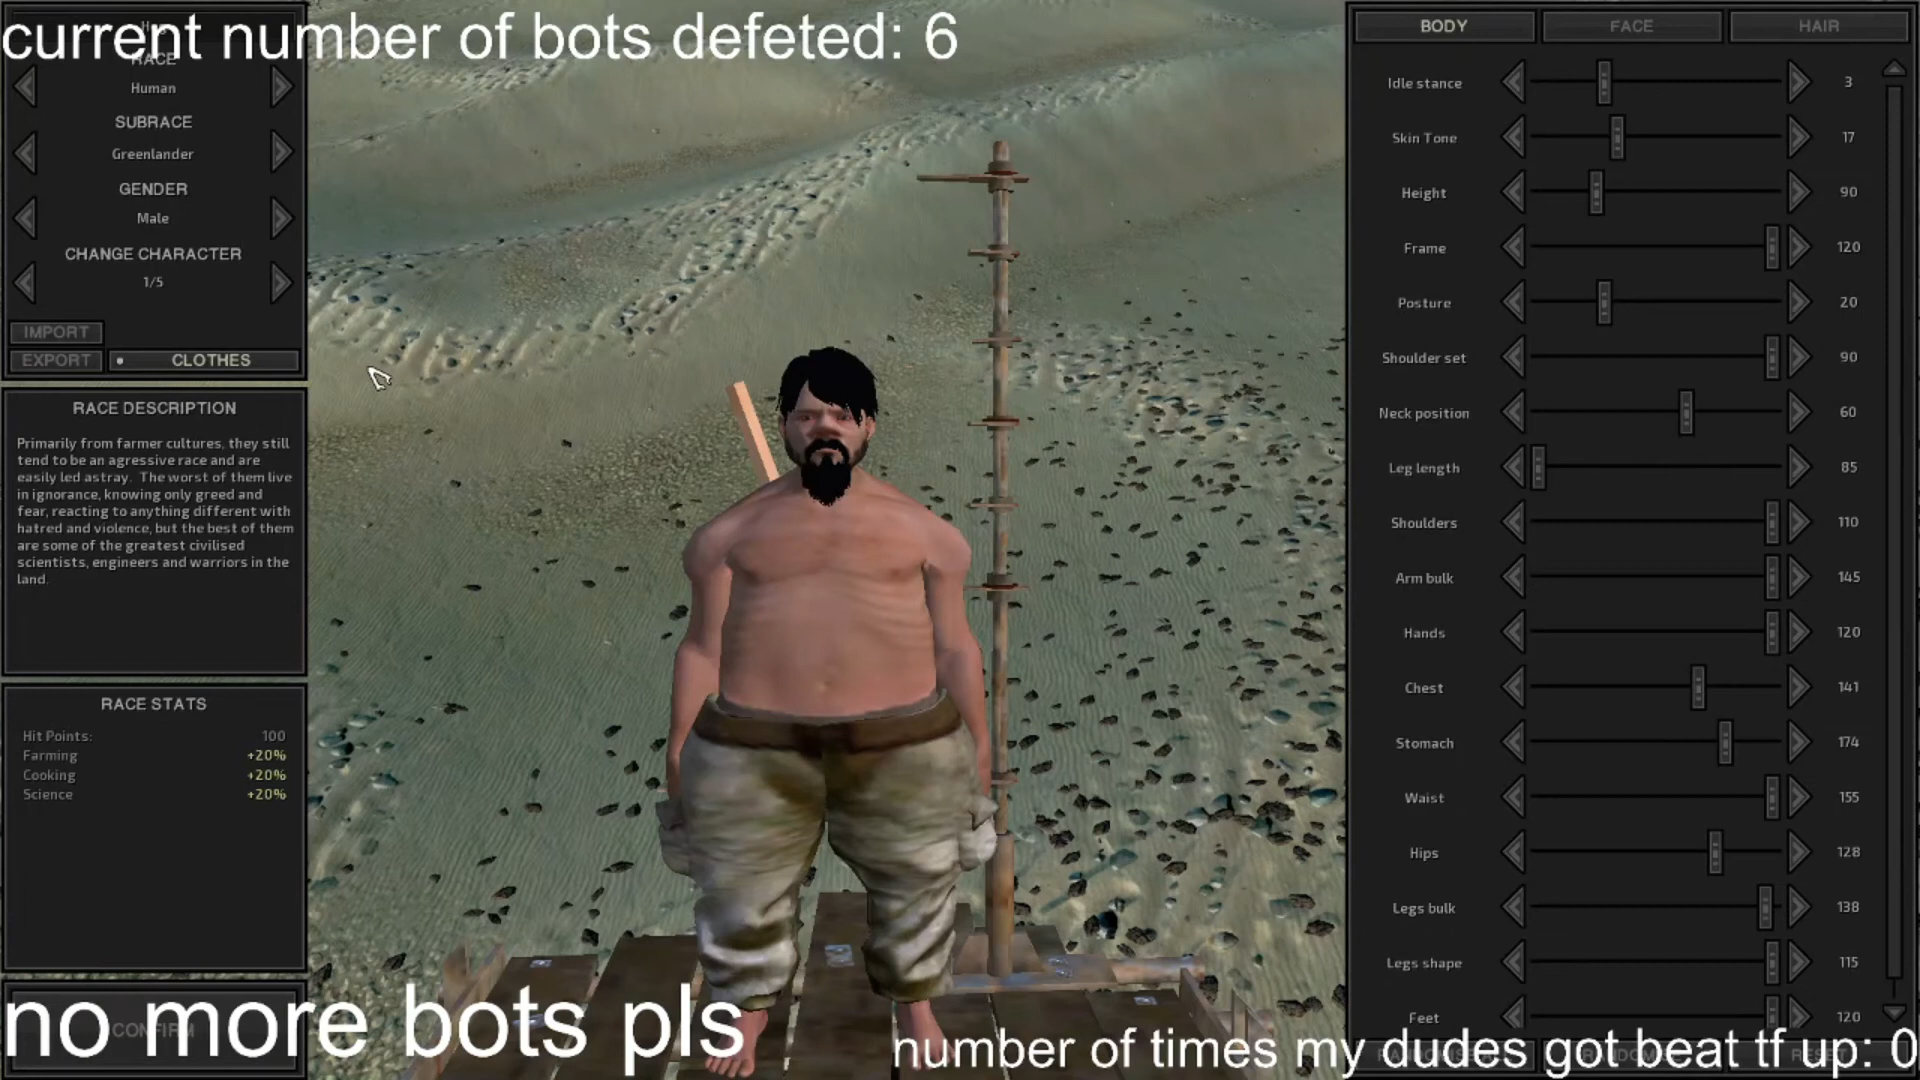 current number of bots defeted: 6
RACE
Human
SUBRACE
Greenlander
GENDER
Male
CHANGE CHARACTER
1/5
IMPORT
EXPORT
CLOTHES
RACE DESCRIPTION
Primarily from farmer cultures, they still
tend to be an agressive race and are
easily led astray. The worst of them live
in ignorance, knowing only greed and
fear, reacting to anything different with
hatred and violence, but the best of them
are some of the greatest civilised
scientists, engineers and warriors in the
land.
RACE STATS
Hit Points: 100
Farming +20%
Cooking +20%
Science +20%
CONFIRM
no more bots pls
BODY FACE HAIR
Idle stance 3
Skin Tone 17
Height 90
Frame 120
Posture 20
Shoulder set 90
Neck position 60
Leg length 85
Shoulders 110
Arm bulk 145
Hands 120
Chest 141
Stomach 174
Waist 155
Hips 128
Legs bulk 138
Legs shape 115
Feet 120
number of times my dudes got beat tf up: 0